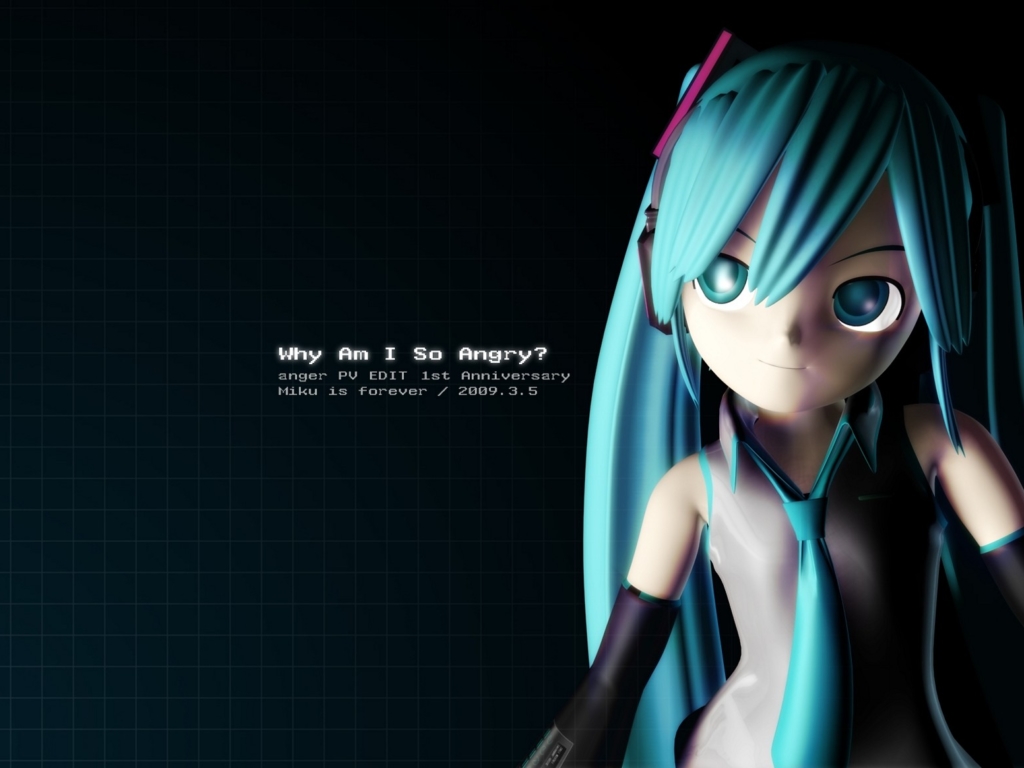 Why Am I So Angry?
anger PV EDIT 1st Anniversary
Miku is forever / 2009.3.5